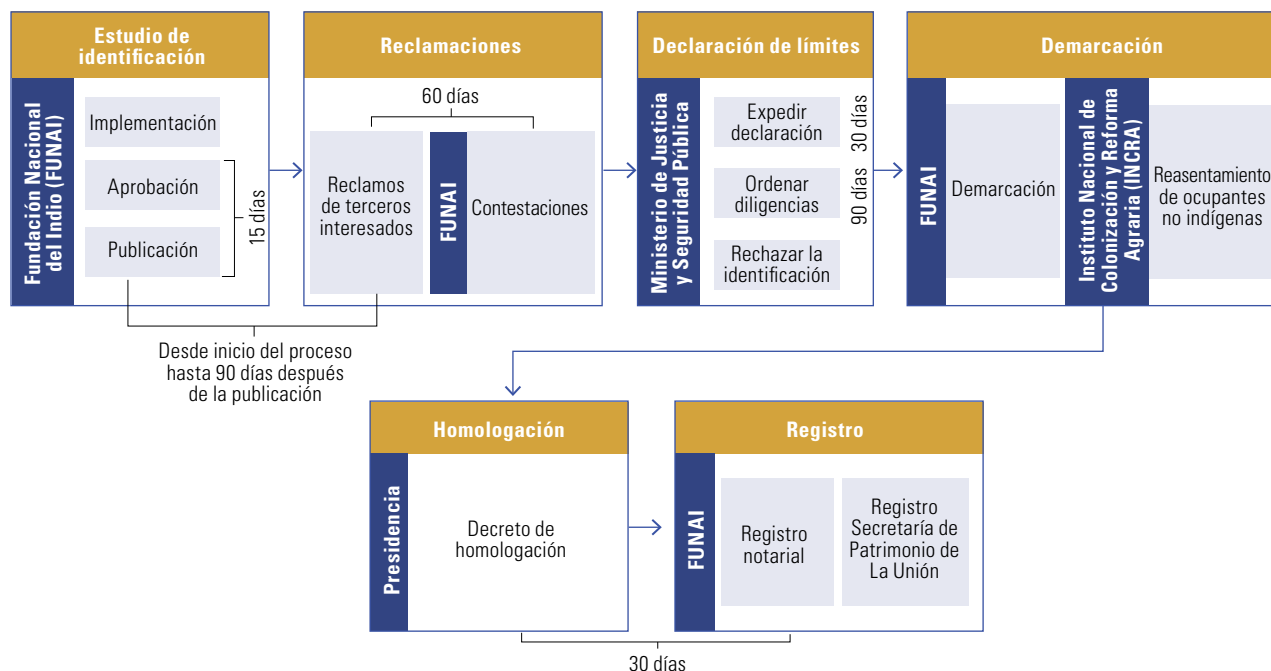 Estudio de
identificación
Fundación Nacional
del Indio (FUNAI)
Implementación
Aprobación
Publicación
15 días
Reclamaciones
60 días
Reclamos
de terceros
interesados
FUNAI
Contestaciones
Desde inicio del proceso
hasta 90 días después
de la publicación
Declaración de límites
Ministerio de Justicia
y Seguridad Pública
Expedir
declaración
30 días
Ordenar
diligencias
90 días
Rechazar la
identificación
Demarcación
FUNAI
Demarcación
Instituto Nacional de
Colonización y Reforma
Agraria (INCRA)
Reasentamiento
de ocupantes
no indígenas
Homologación
Presidencia
Decreto de
homologación
Registro
FUNAI
Registro
notarial
Registro
Secretaría de
Patrimonio de
La Unión
30 días